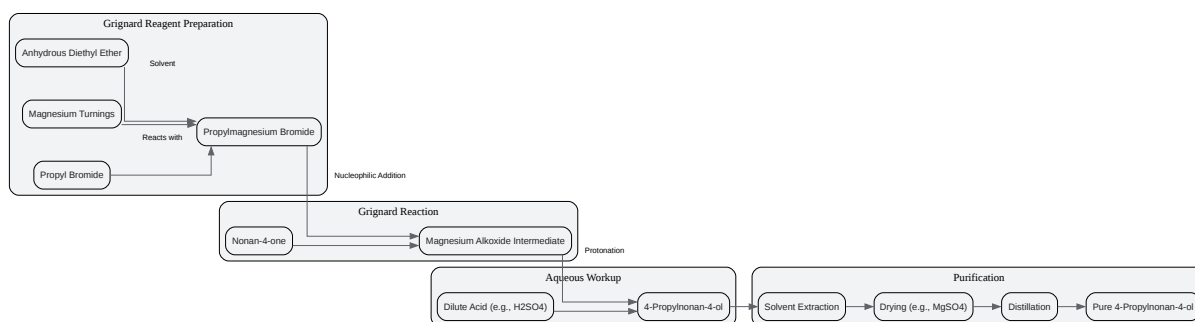 Grignard Reagent Preparation
Anhydrous Diethyl Ether
Solvent
Magnesium Turnings
Reacts with
Propylmagnesium Bromide
Propyl Bromide
Nucleophilic Addition
Grignard Reaction
Nonan-4-one
Magnesium Alkoxide Intermediate
Protonation
Aqueous Workup
Dilute Acid (e.g., H2SO4)
4-Propylnonan-4-ol
Purification
Solvent Extraction
Drying (e.g., MgSO4)
Distillation
Pure 4-Propylnonan-4-ol